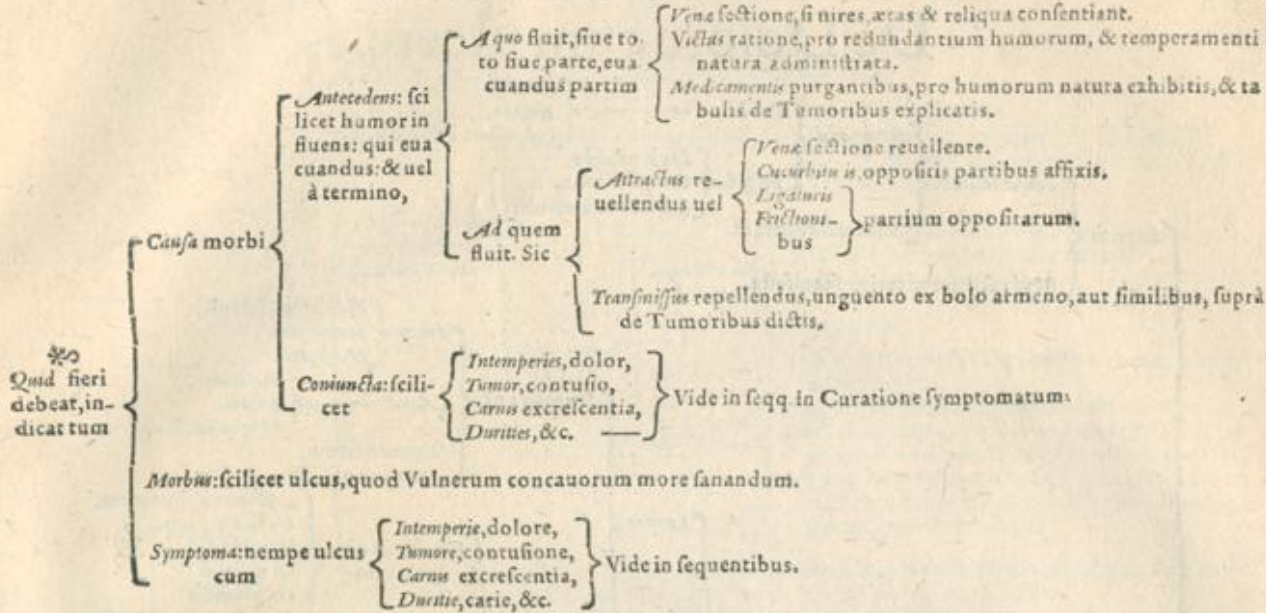 Quid fieri
debeat, in-
dicat tum
Causa morbi
Antecedens: sci
licet humor in
fluens: qui eua
cuandus: & uel
à termino,
A quo fluit, siue to
to siue parte, eua
cuandus partim
Venæ sectione, si uires, ætas & reliqua consentiant.
Victus ratione, pro redundantium humorum, & temperamenti
natura administrata.
Medicamentis purgantibus, pro humorum natura exhibitis, & ta
bulis de Tumoribus explicatis.
Ad quem
fluit. Sic
Attractus re-
uellendus uel
Venæ sectione reuellente.
Cucurbitu is, oppositis partibus affixis.
Ligaturis
Friction-
bus
partium oppositarum.
Transmissus repellendus, unguento ex bolo armeno, aut similibus, suprà
de Tumoribus dictis.
Coniuncta: scili-
cet
Intemperies, dolor,
Tumor, contusio,
Carnis excrescentia,
Durities, &c.
Vide in seqq. In Curatione symptomatum.
Morbus: scilicet ulcus, quod Vulnerum concauorum more sanandum.
Symptoma: nempe ulcus
cum
Intemperie, dolore,
Tumore, contusione,
Carnis excrescentia,
Duritie, carie, &c.
Vide in sequentibus.